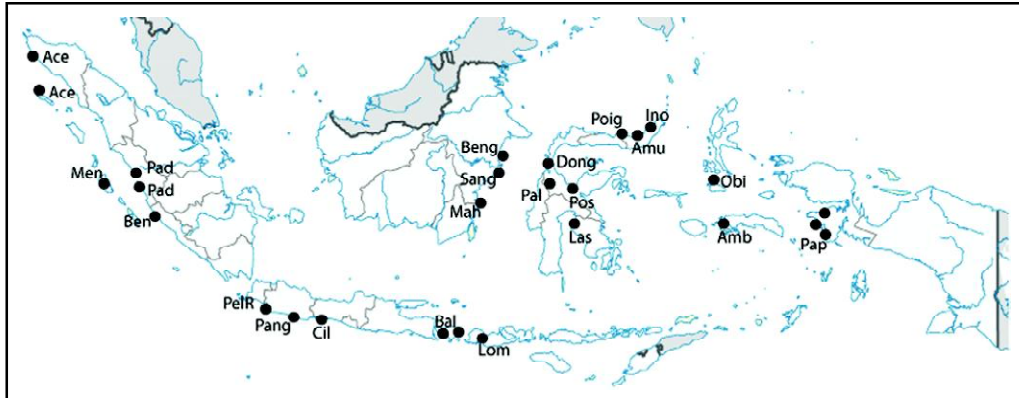 Ace
Ace
Men
Pad
Pad
Ben
PelR
Pang
Cil
Bal
Lom
Beng
Sang
Mah
Dong
Pal
Pos
Las
Poig
Ino
Amu
Obi
Amb
Pap